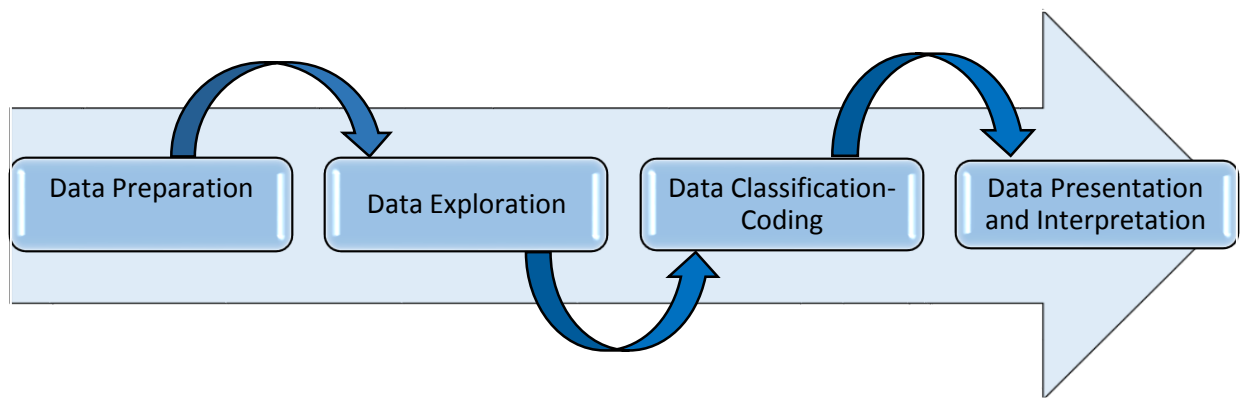 Data Preparation
Data Exploration
Data Classification-
Coding
Data Presentation
and Interpretation